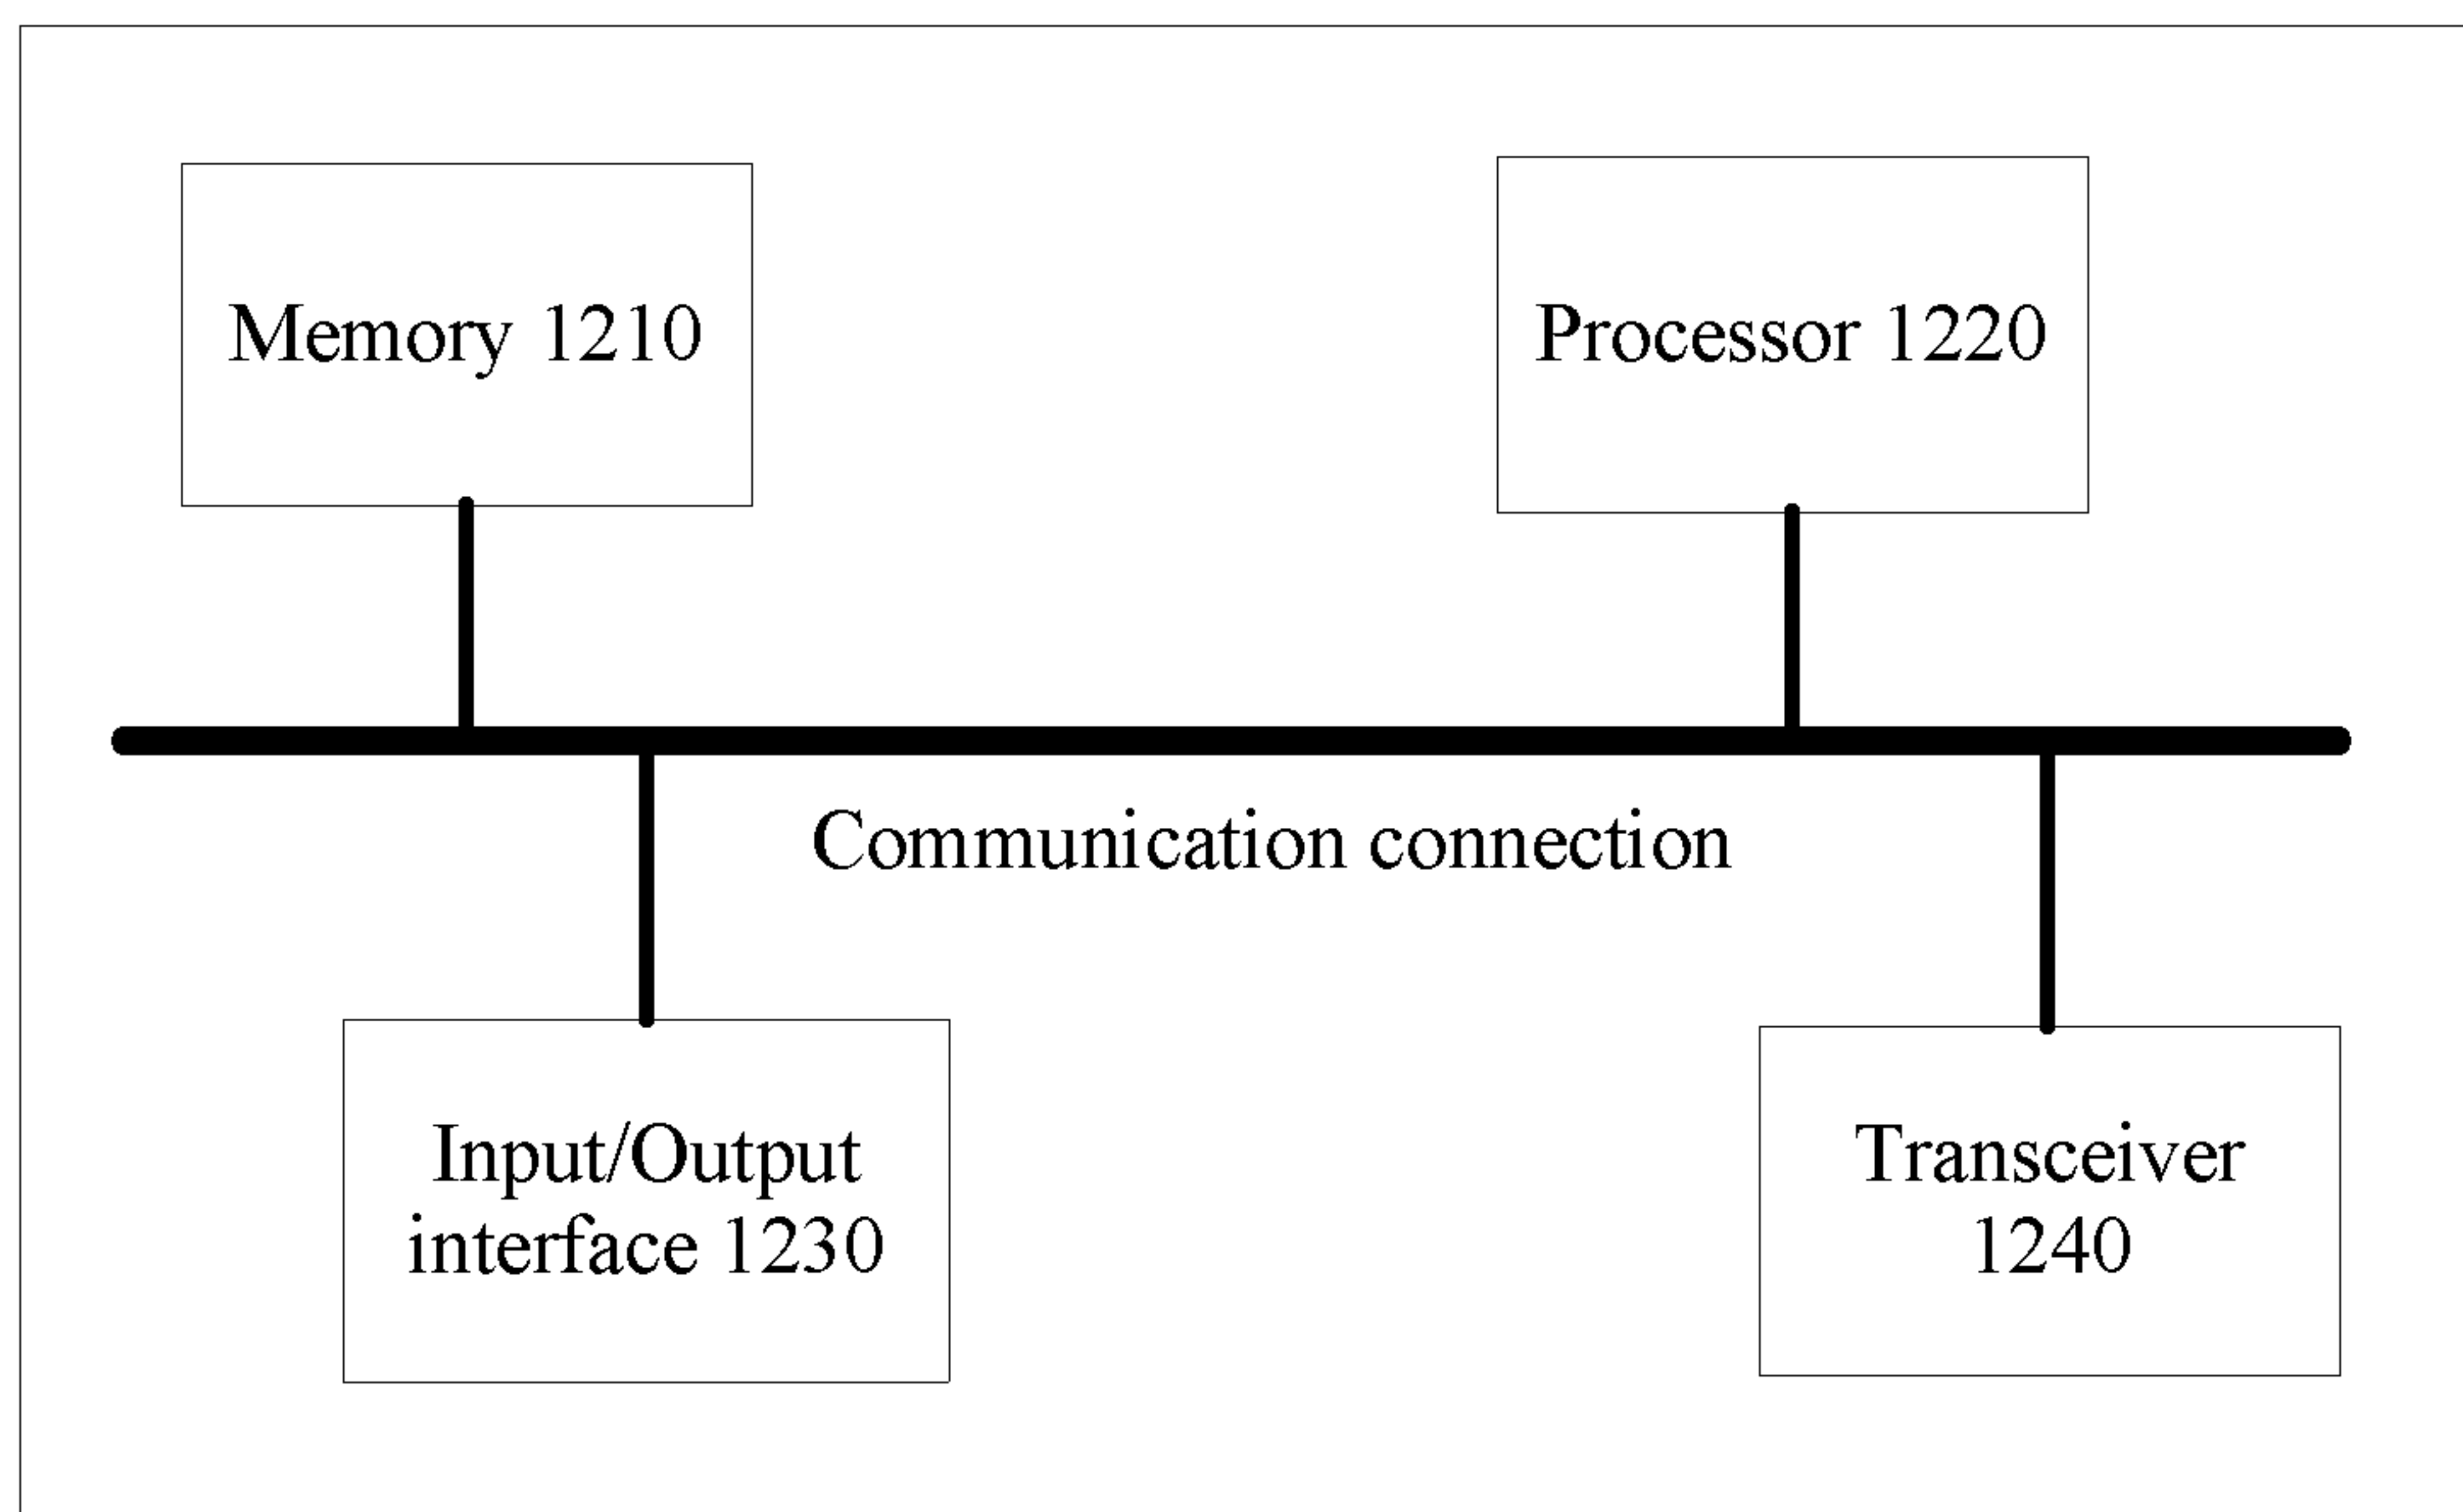 Memory 1210
Processor 1220
Communication connection
Input/Output
interface 1230
Transceiver
1240